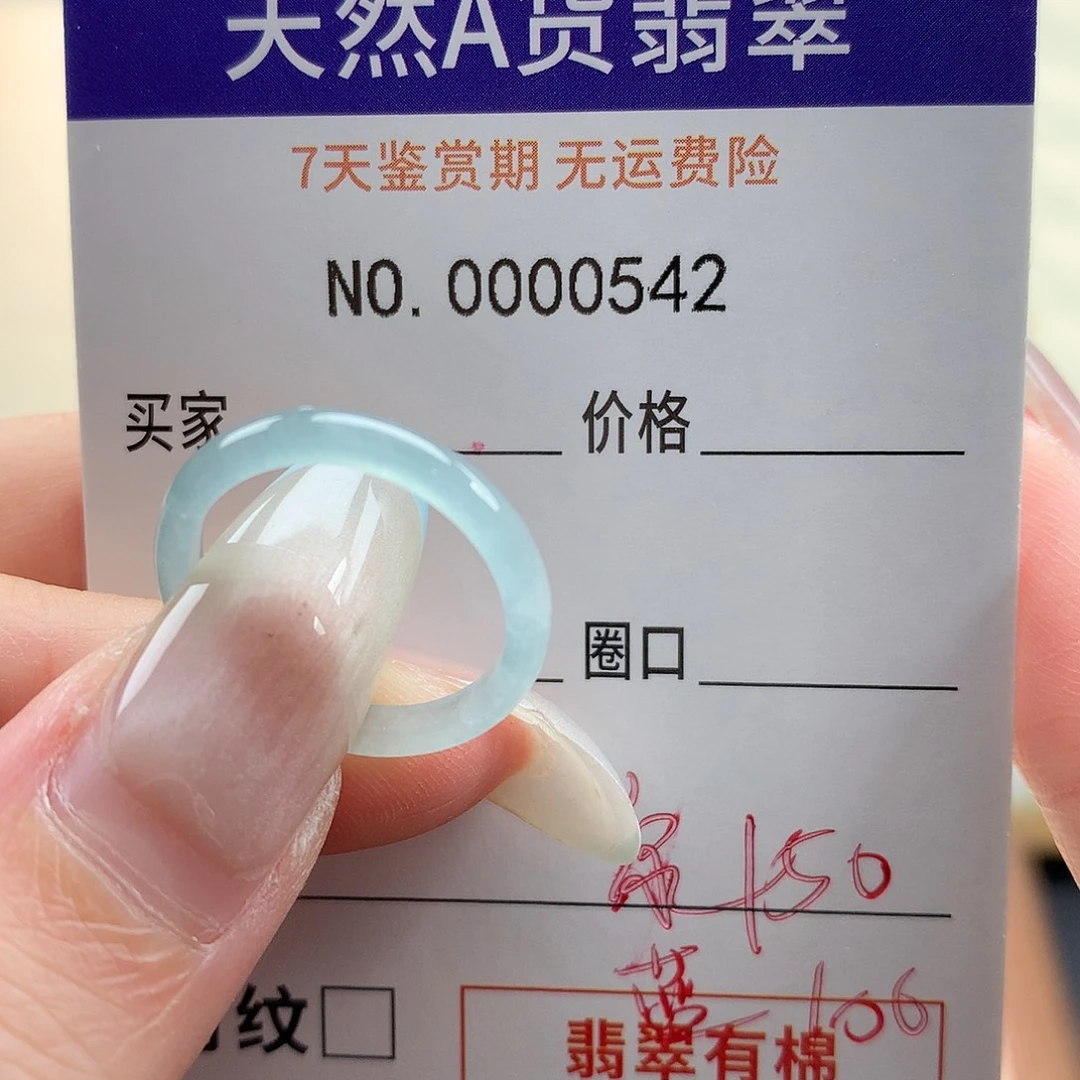 天然A货翡翠
7天鉴赏期 无运费险
NO. 0000542
买家 价格
圈口
150
纹
106
翡翠有棉